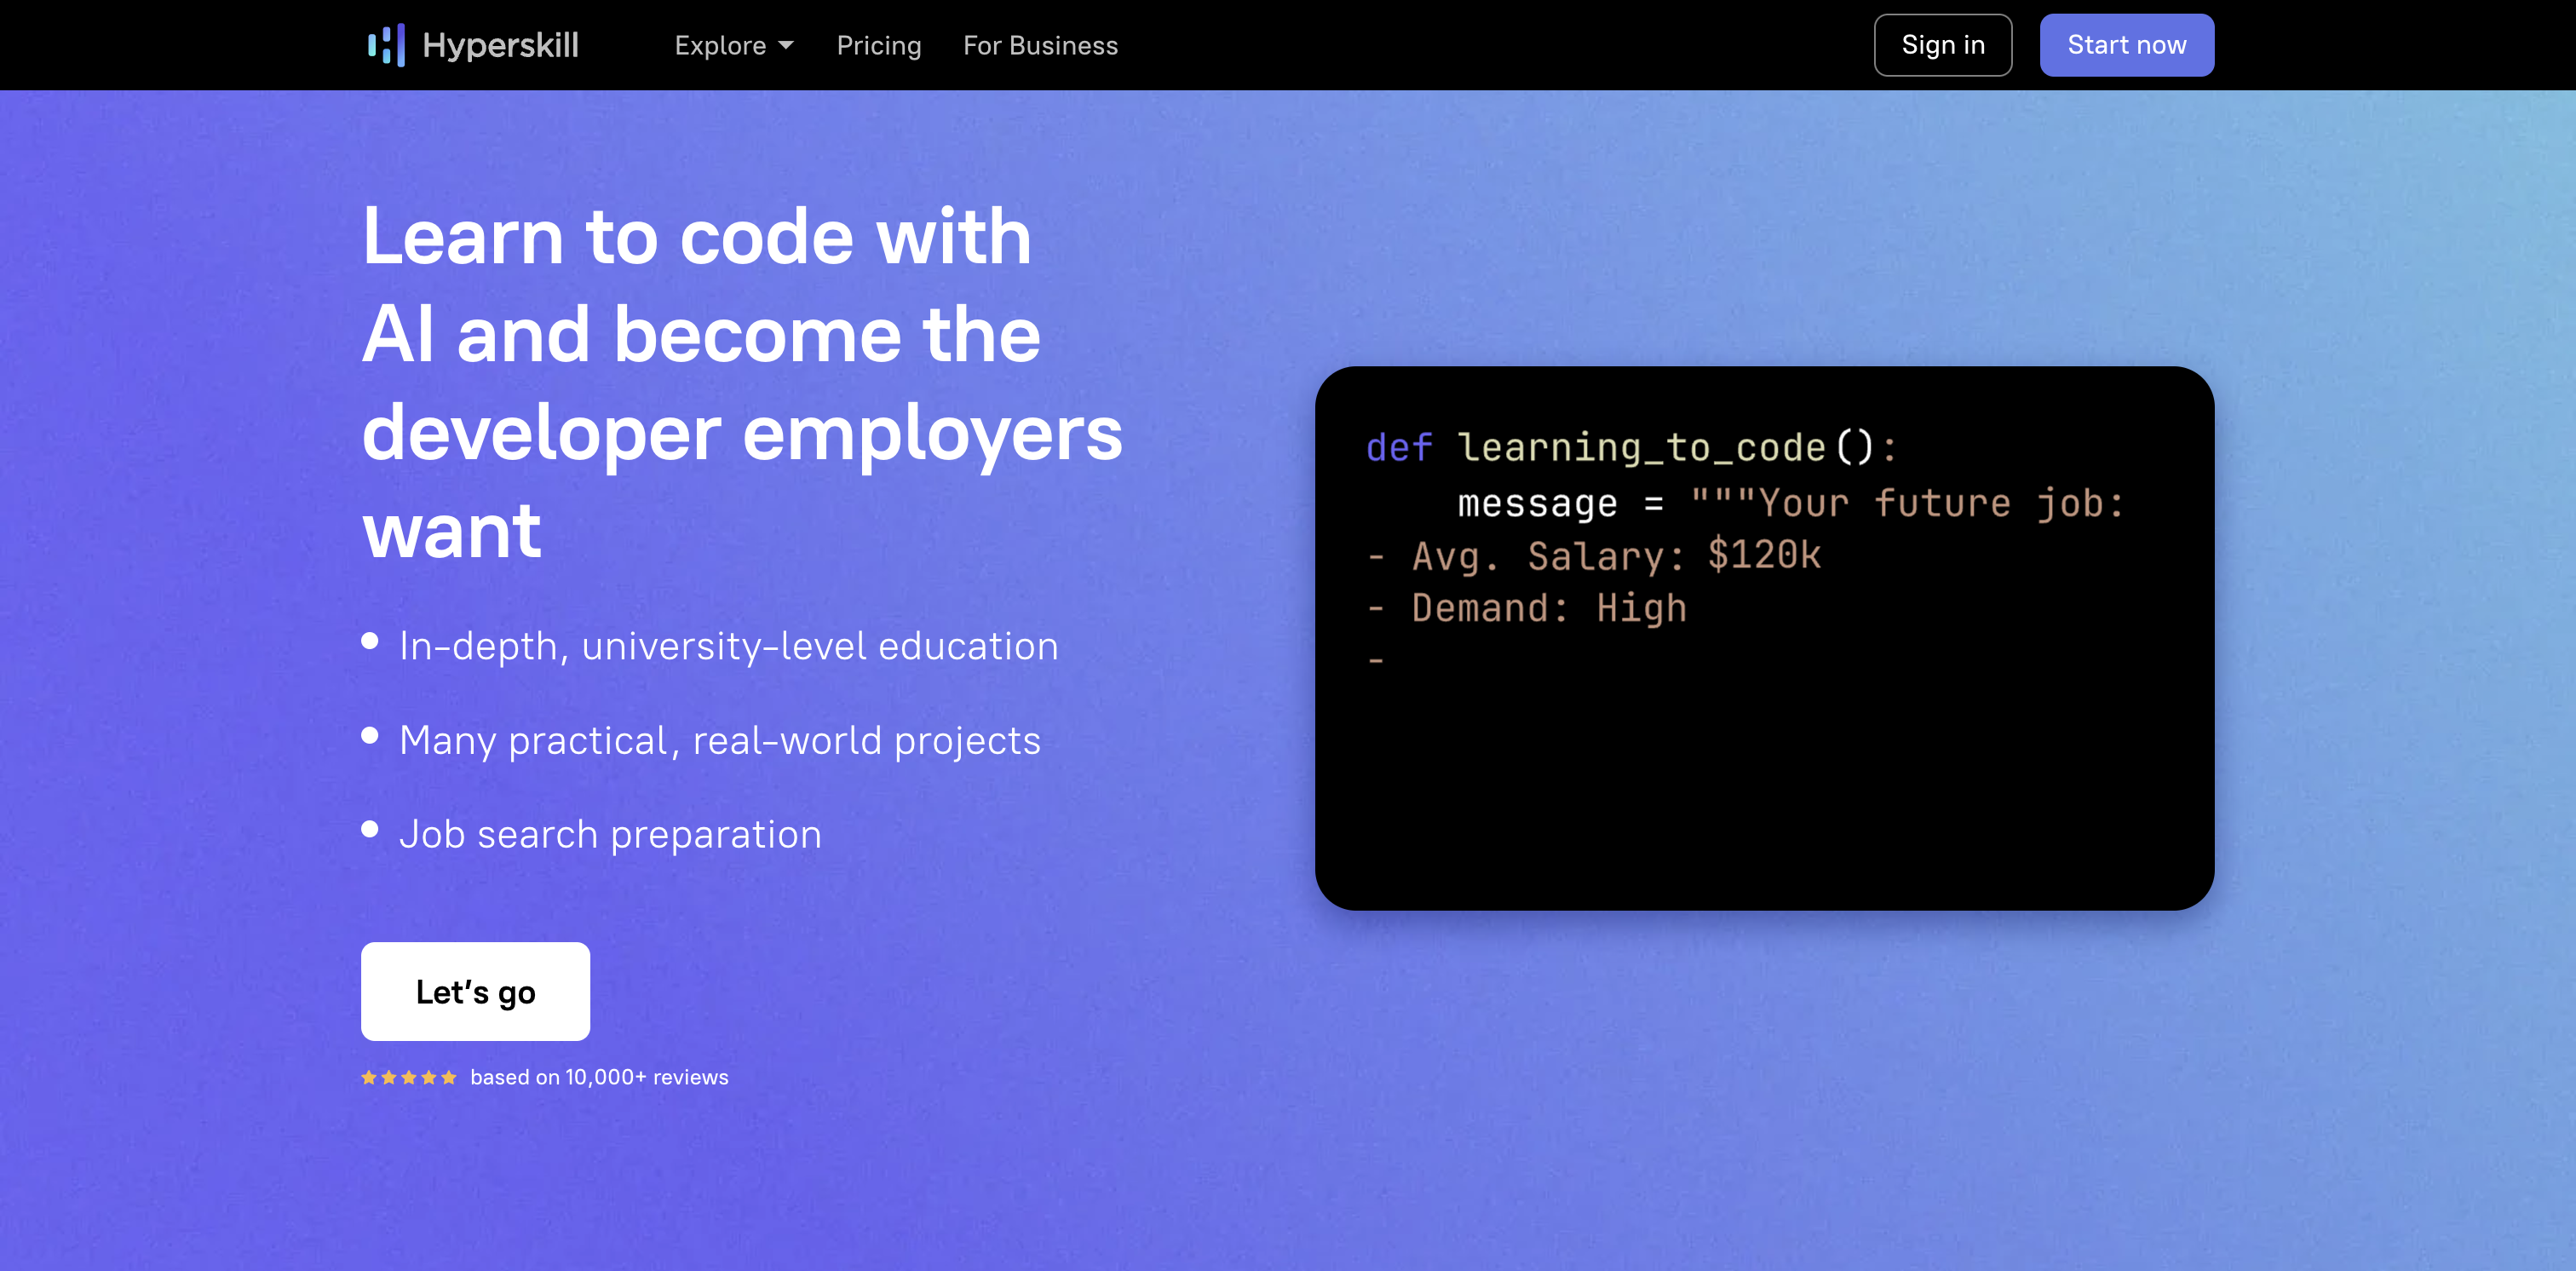 Hyperskill
Explore
Pricing
For Business
Sign in
Start now
Learn to code with
AI and become the
developer employers
want
In-depth, university-level education
Many practical, real-world projects
Job search preparation
Let's go
based on 10,000+ reviews
def learning_to_code():
message = """Your future job:
- Avg. Salary: $120k
- Demand: High
-